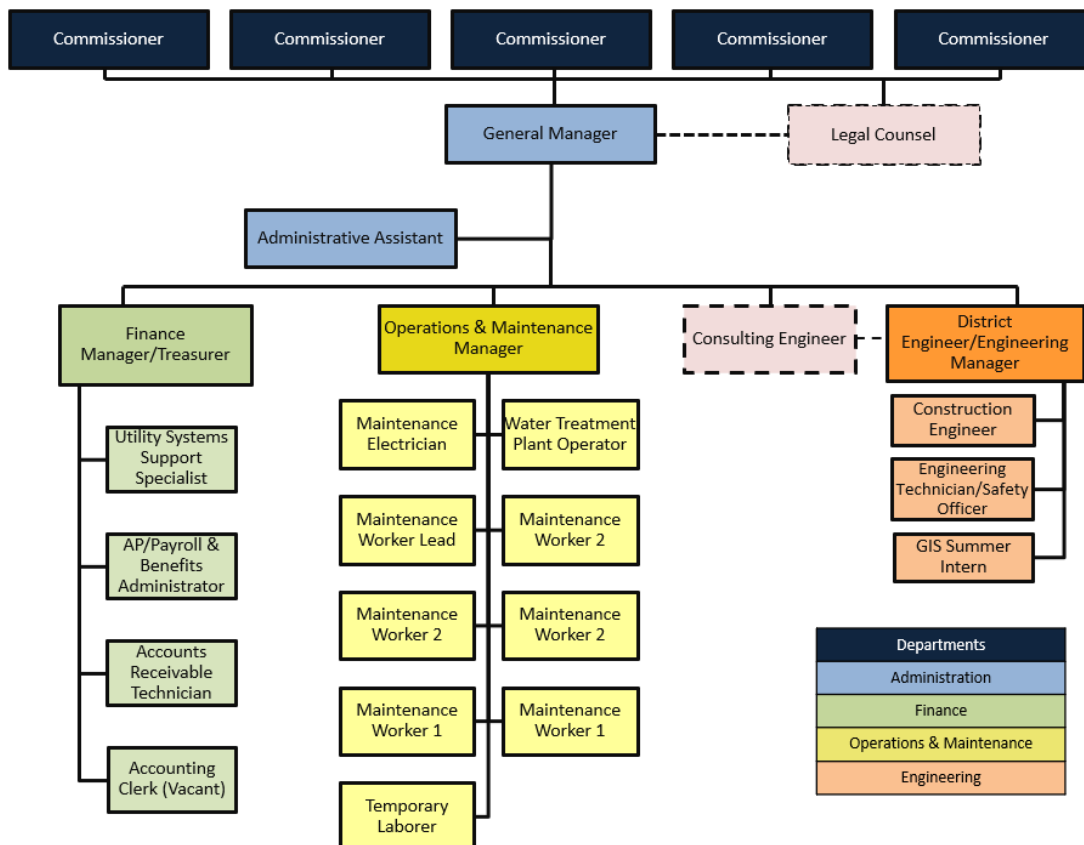 Commissioner
Commissioner
Commissioner
Commissioner
Commissioner
General Manager
Legal Counsel
Administrative Assistant
Finance
Manager/Treasurer
Operations & Maintenance
Manager
Consulting Engineer
District
Engineer/Engineering
Manager
Utility Systems
Support
Specialist
AP/Payroll &
Benefits
Administrator
Accounts
Receivable
Technician
Accounting
Clerk (Vacant)
Maintenance
Electrician
Water Treatment
Plant Operator
Maintenance
Worker Lead
Maintenance
Worker 2
Maintenance
Worker 2
Maintenance
Worker 2
Maintenance
Worker 1
Maintenance
Worker 1
Temporary
Laborer
Construction
Engineer
Engineering
Technician/Safety
Officer
GIS Summer
Intern
Departments
Administration
Finance
Operations & Maintenance
Engineering